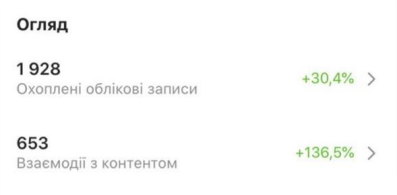 Огляд
1 928
+30,4%
Охоплені облікові записи
653
+136,5%
Взаємодії з контентом